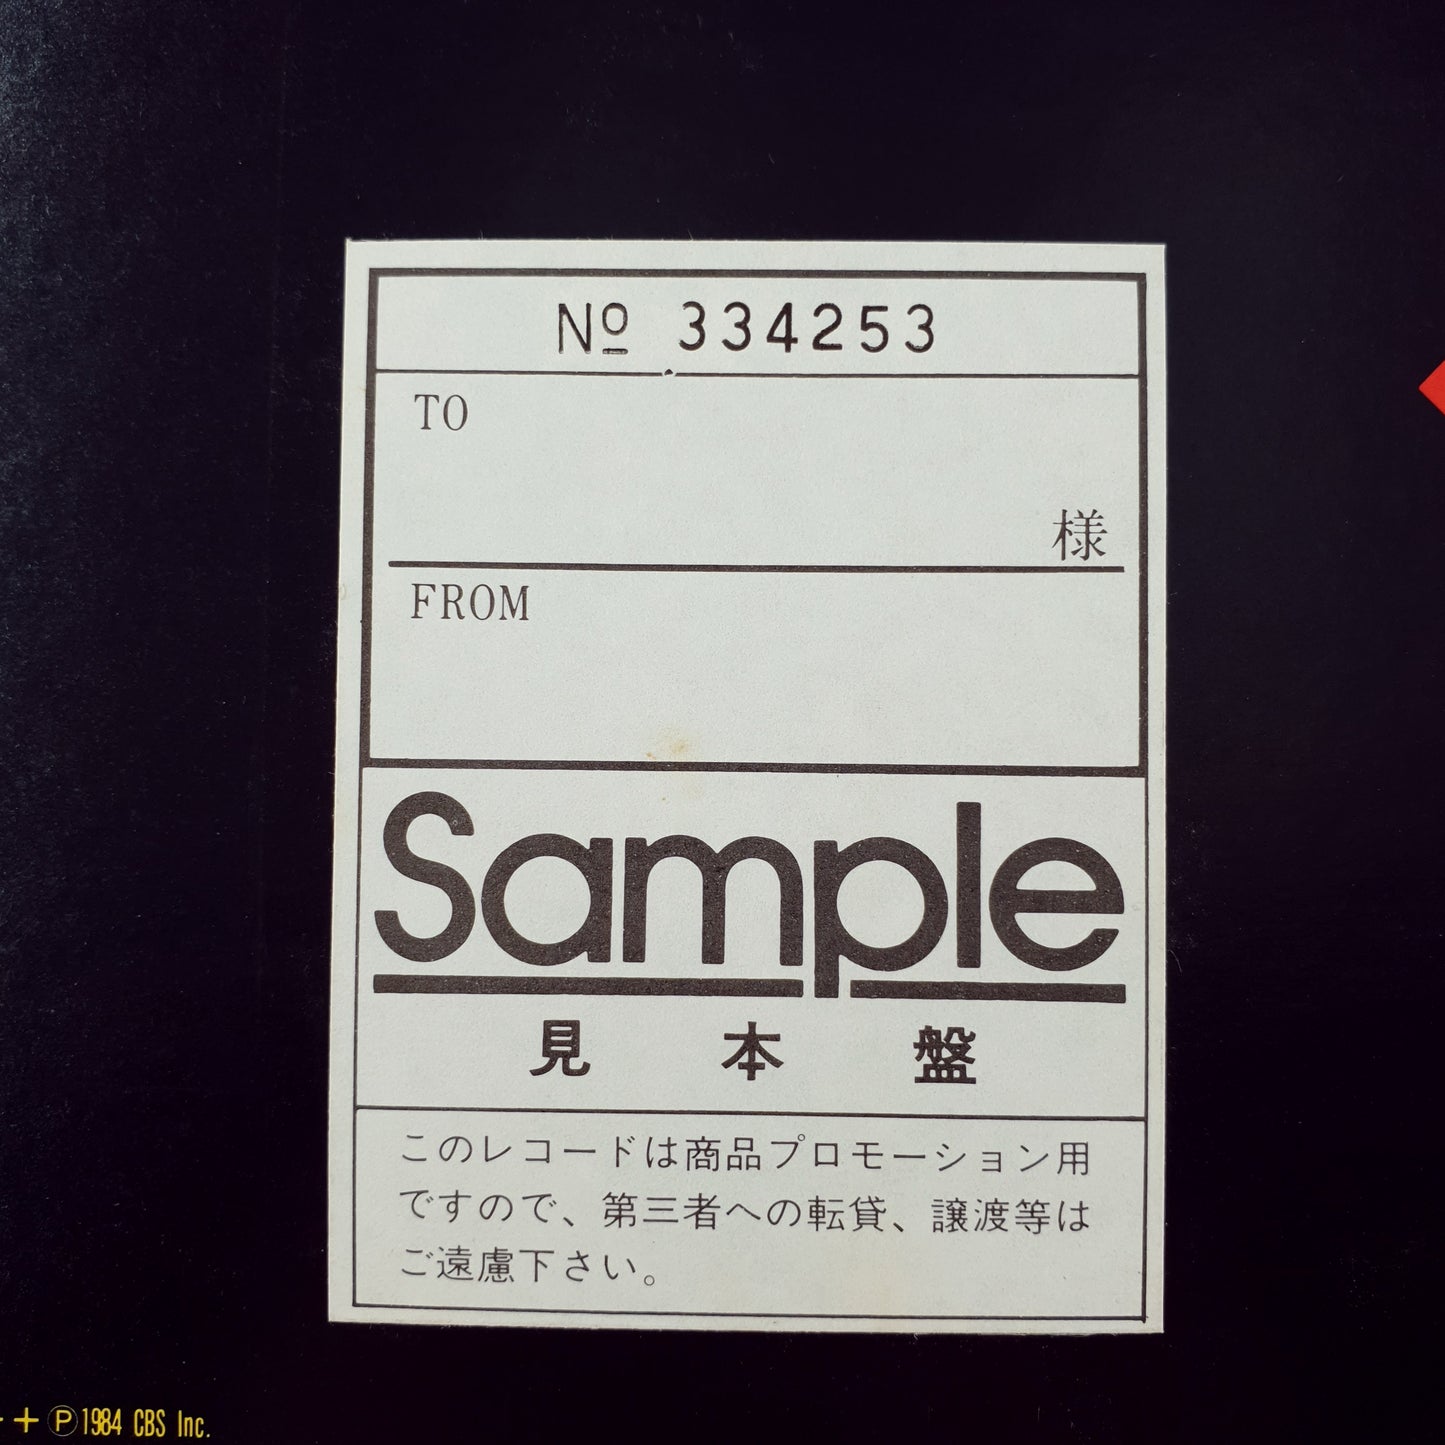 Nº 334253
TO
様
FROM
Sample
見本盤
このレコードは商品プロモーション用
ですので、第三者への転貸、譲渡等は
ご遠慮下さい。
+ Ⓟ1984 CBS Inc.